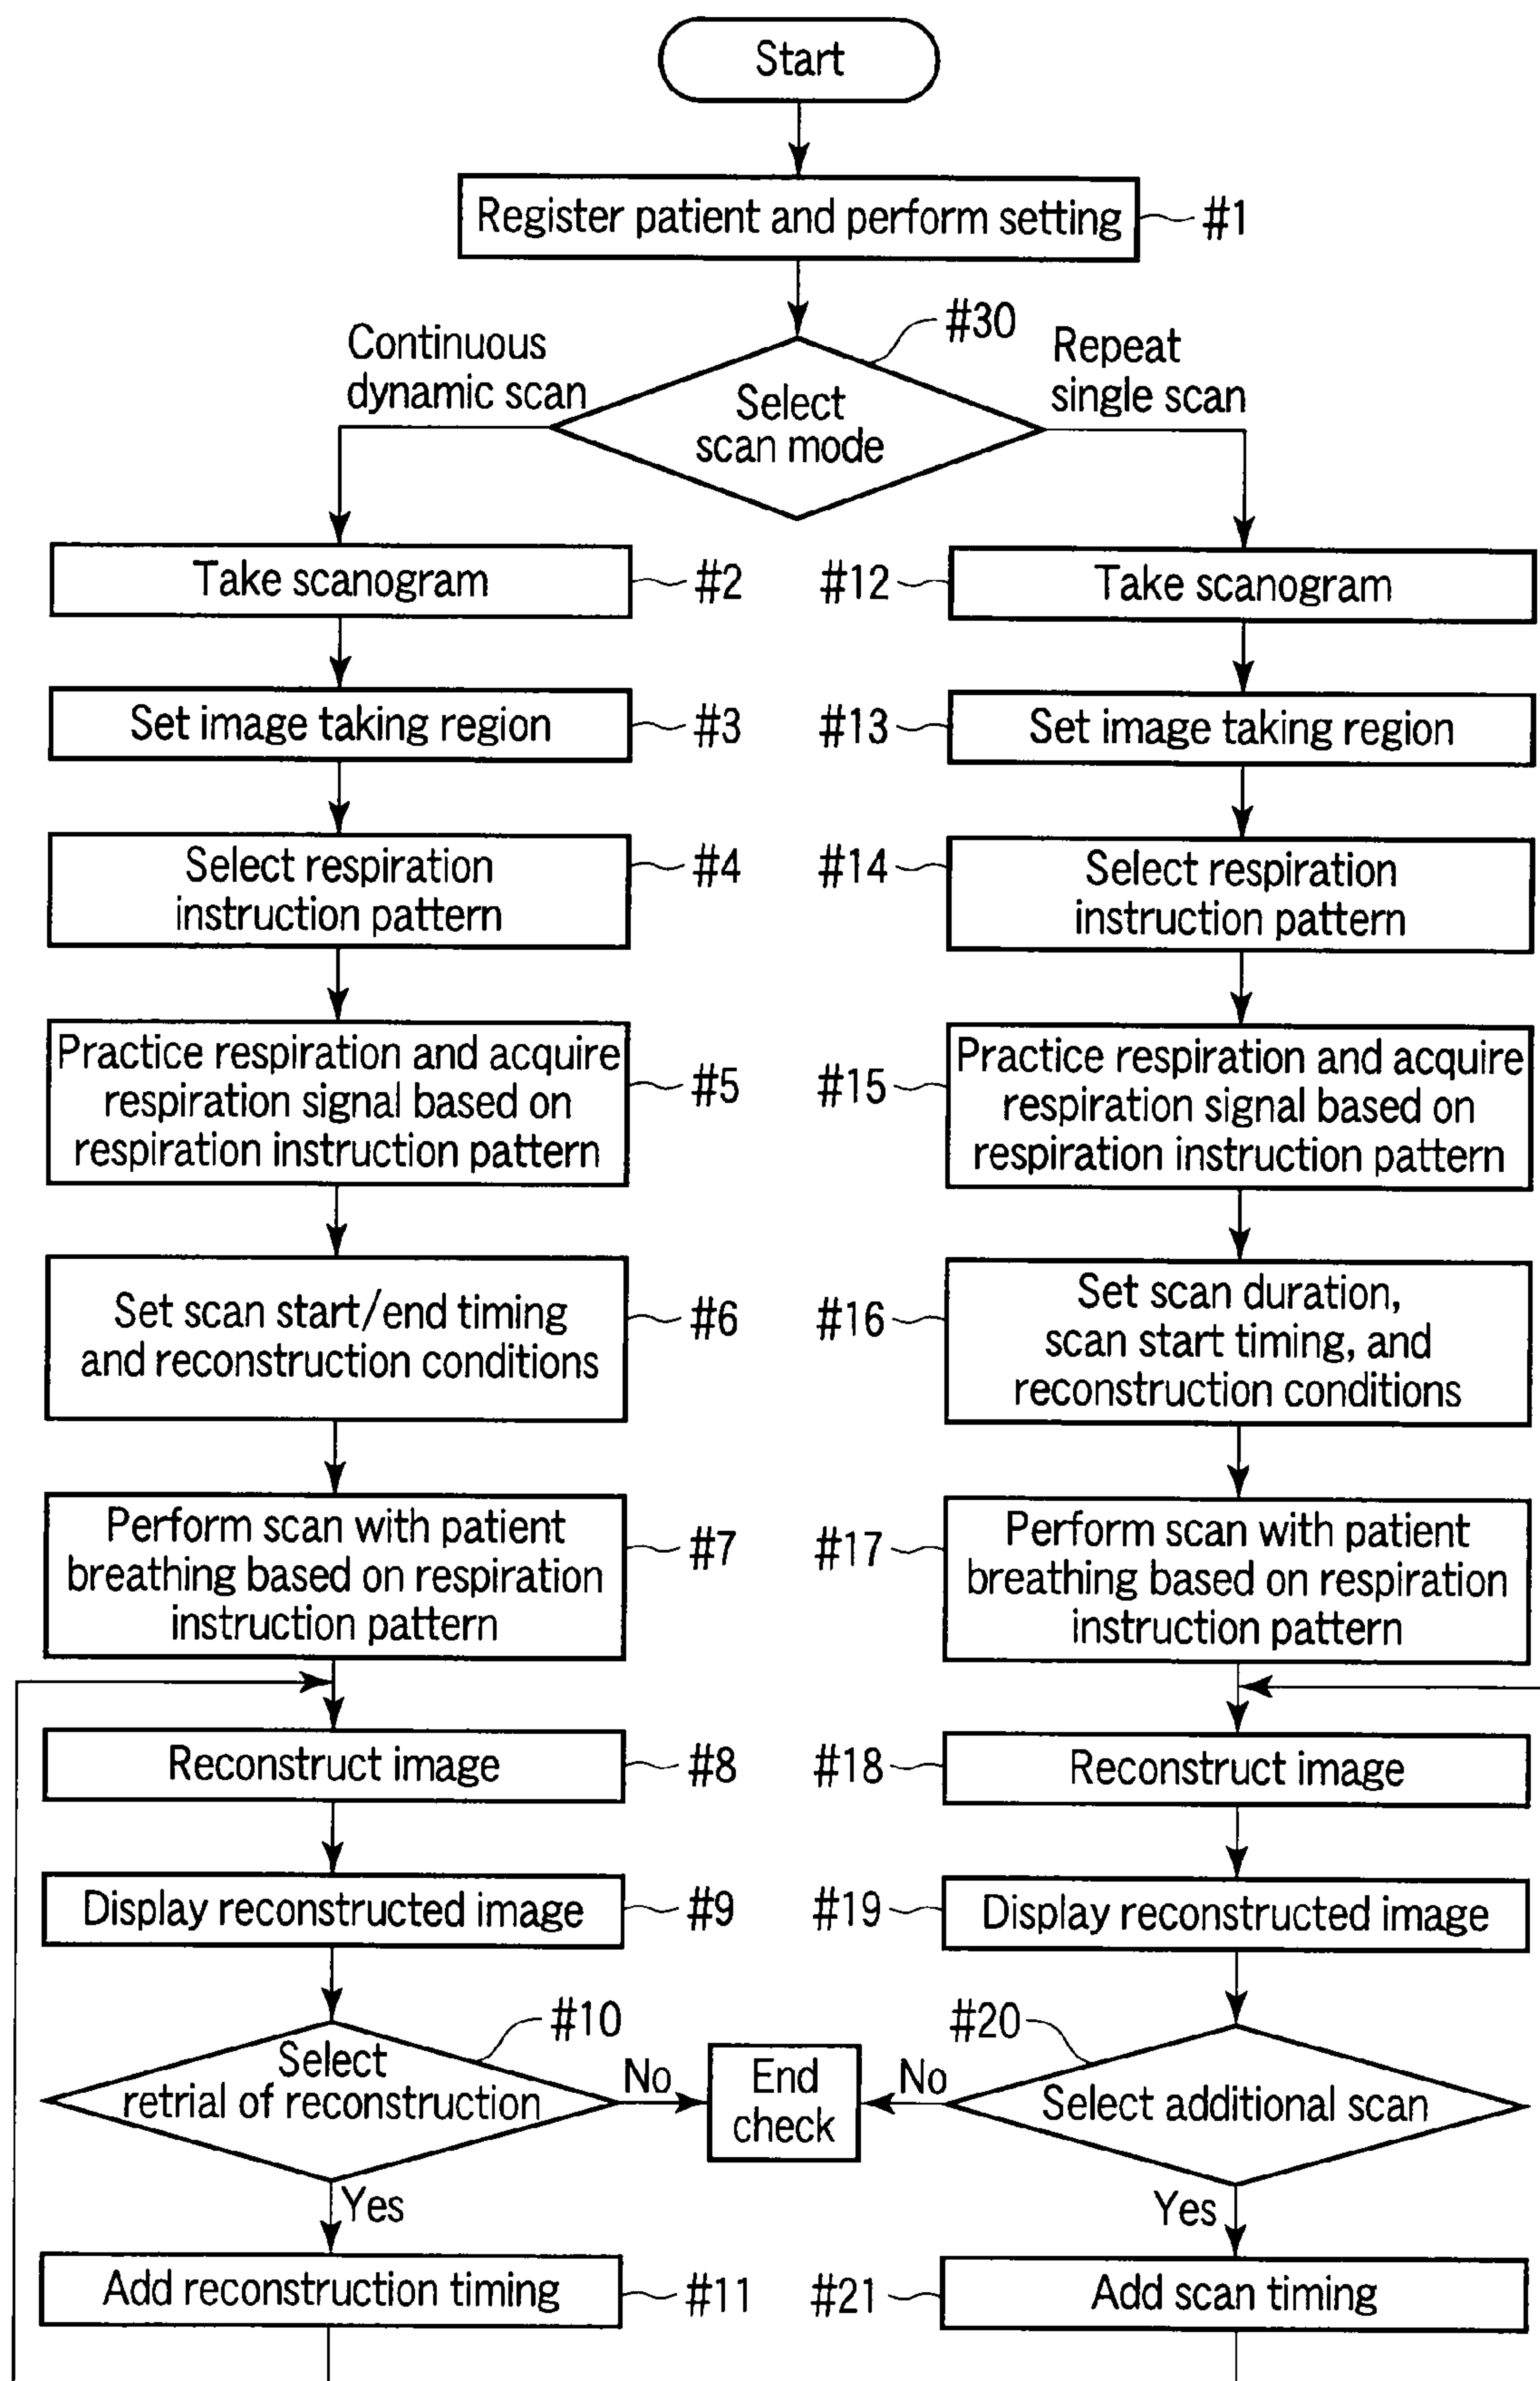 Start
Register patient and perform setting
#1
#30
Continuous
dynamic scan
Repeat
single scan
Select
scan mode
Take scanogram
#2
#12
Take scanogram
Set image taking region
#3
#13
Set image taking region
Select respiration
instruction pattern
#4
#14
Select respiration
instruction pattern
Practice respiration and acquire
respiration signal based on
respiration instruction pattern
#5
#15
Practice respiration and acquire
respiration signal based on
respiration instruction pattern
Set scan start/end timing
and reconstruction conditions
#6
#16
Set scan duration,
scan start timing, and
reconstruction conditions
Perform scan with patient
breathing based on respiration
instruction pattern
#7
#17
Perform scan with patient
breathing based on respiration
instruction pattern
Reconstruct image
#8
#18
Reconstruct image
Display reconstructed image
#9
#19
Display reconstructed image
#10
Select
retrial of reconstruction
No
End
check
No
#20
Select additional scan
Yes
Yes
Add reconstruction timing
#11
#21
Add scan timing